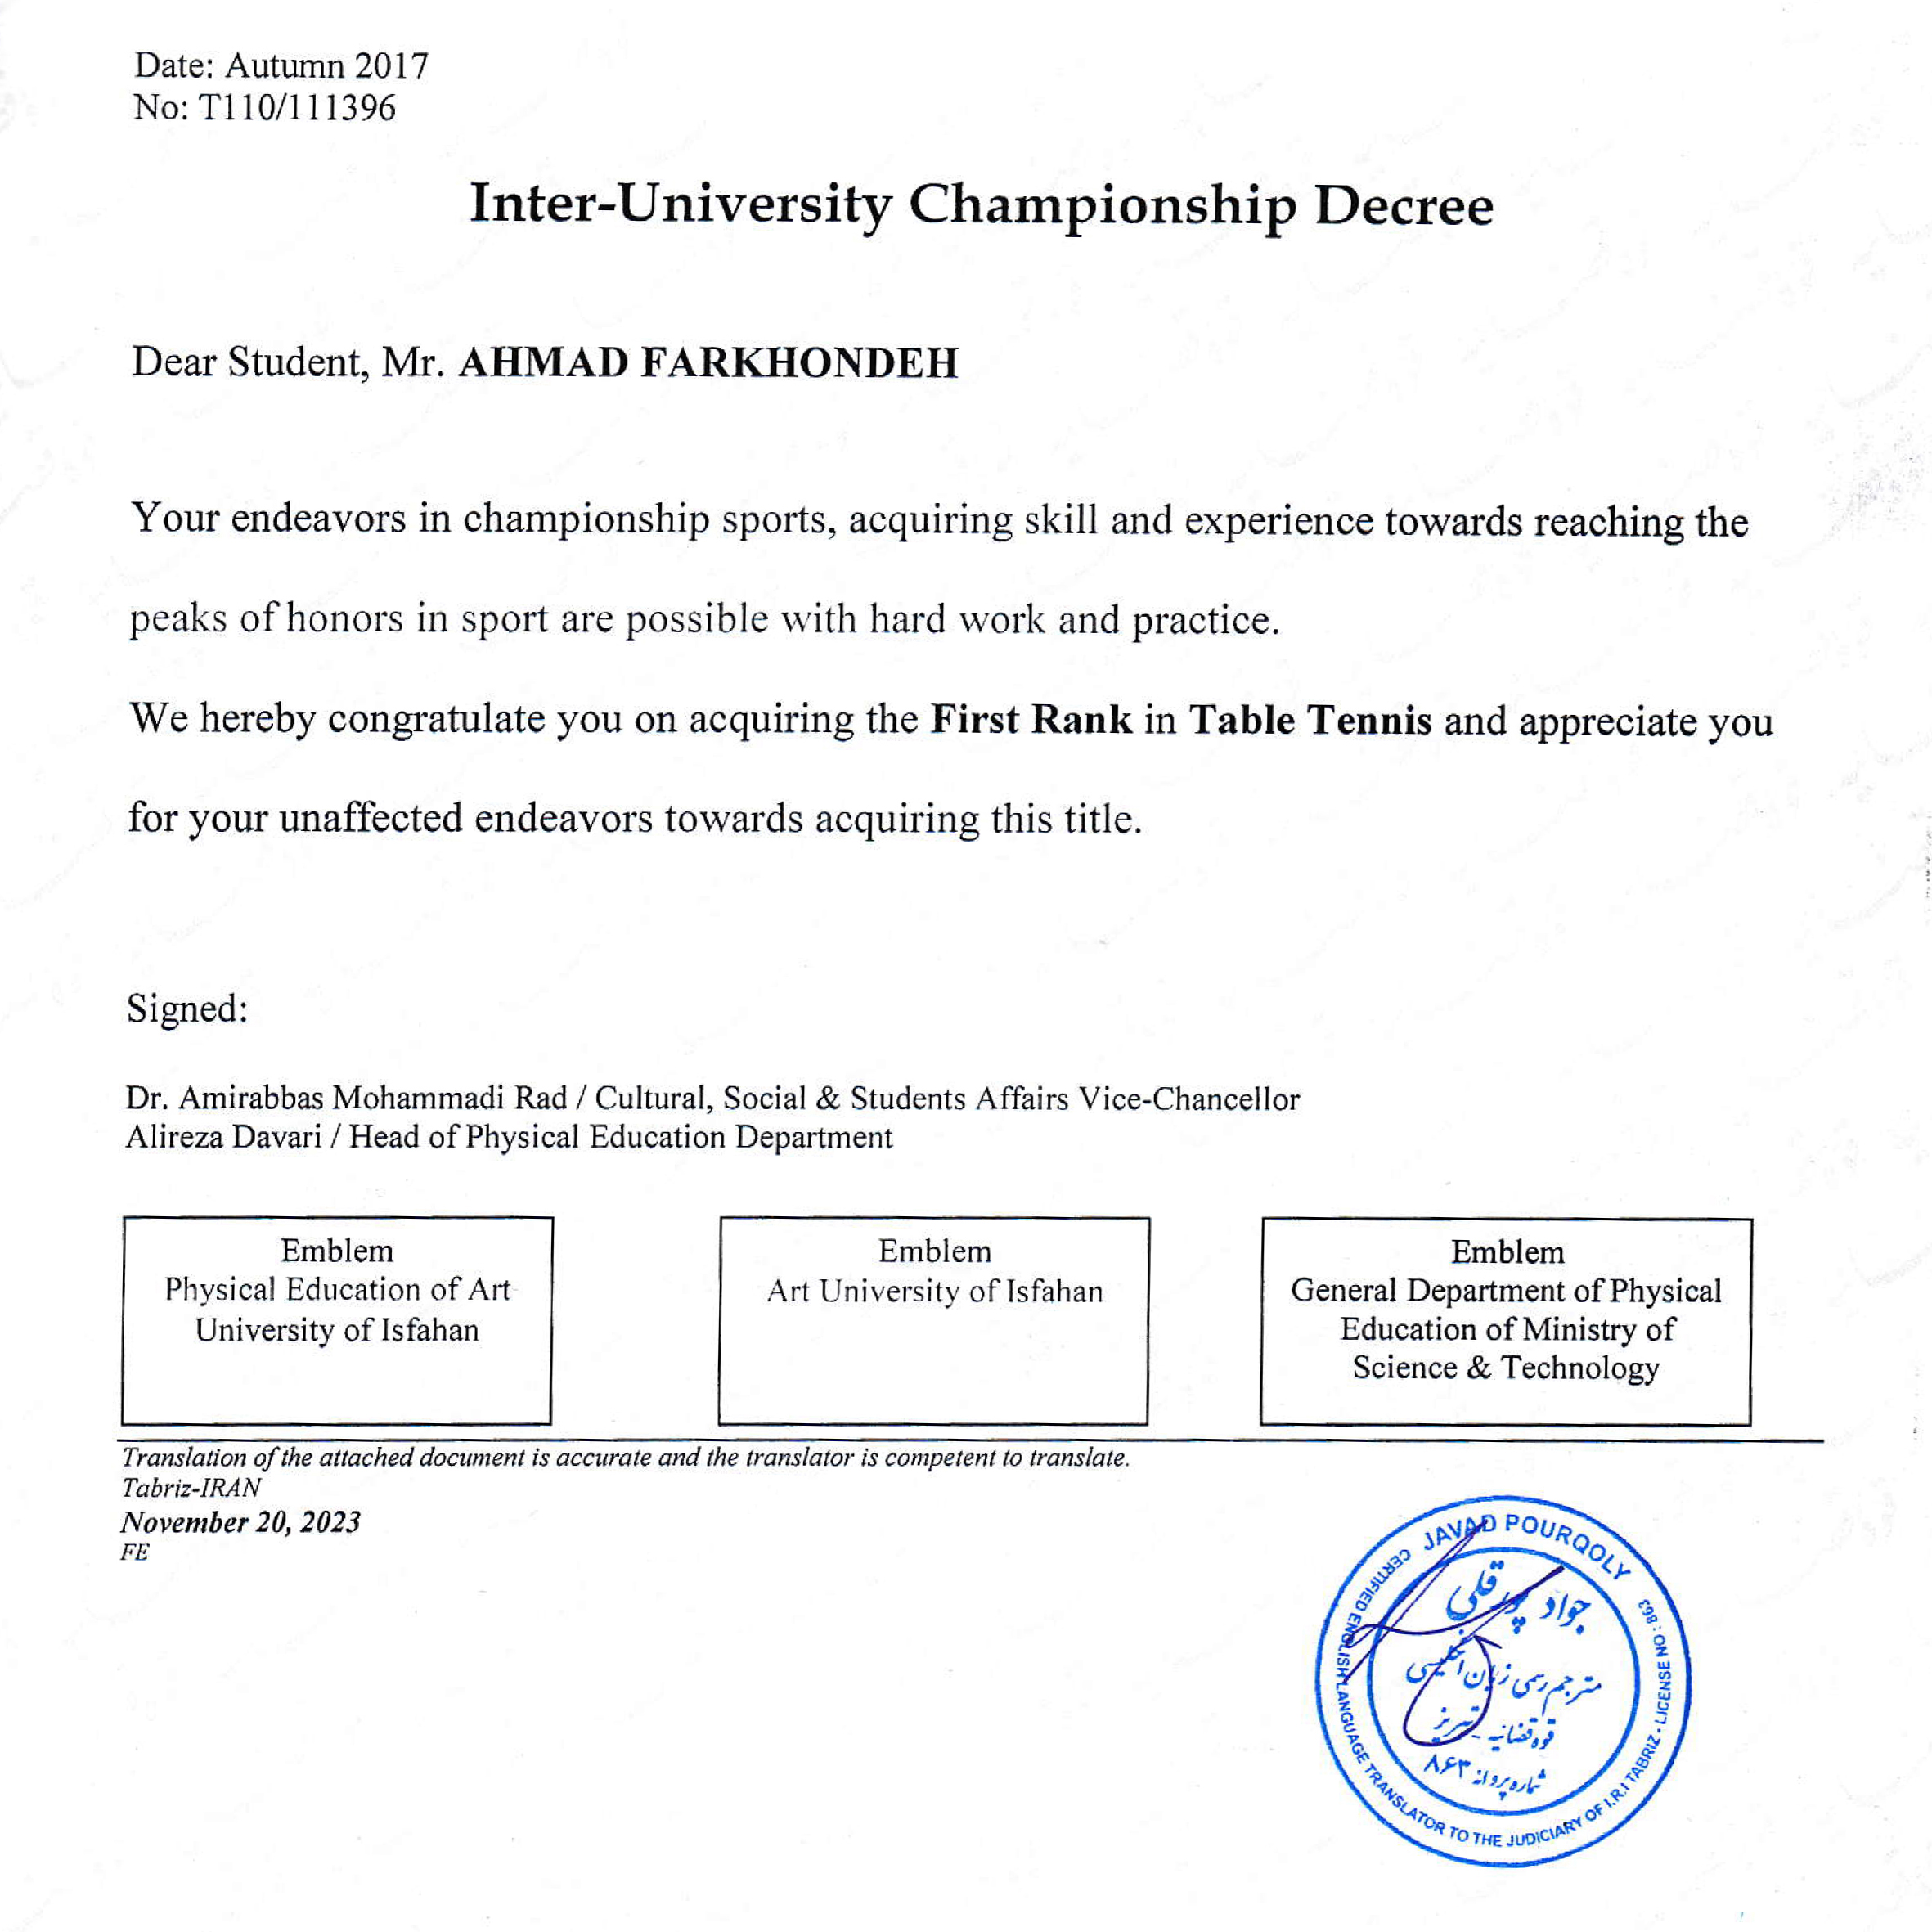 Date: Autumn 2017
No: T110/111396
Inter-University Championship Decree
Dear Student, Mr. AHMAD FARKHONDEH
Your endeavors in championship sports, acquiring skill and experience towards reaching the
peaks of honors in sport are possible with hard work and practice.
We hereby congratulate you on acquiring the First Rank in Table Tennis and appreciate you
for your unaffected endeavors towards acquiring this title.
Signed:
Dr. Amirabbas Mohammadi Rad / Cultural, Social & Students Affairs Vice-Chancellor
Alireza Davari / Head of Physical Education Department
Emblem
Physical Education of Art
University of Isfahan
Emblem
Art University of Isfahan
Emblem
General Department of Physical
Education of Ministry of
Science & Technology
Translation of the attached document is accurate and the translator is competent to translate.
Tabriz-IRAN
November 20, 2023
FE
JAVAD POURQOLY
CERTIFIED ENGLISH LANGUAGE TRANSLATOR TO THE JUDICIARY OF I.R.I TABRIZ - LICENSE NO : 863
جواد پورقلی
مترجم رسمی زبان انگلیسی
قوه قضائیه - تبریز
شماره پروانه : ۸۶۳